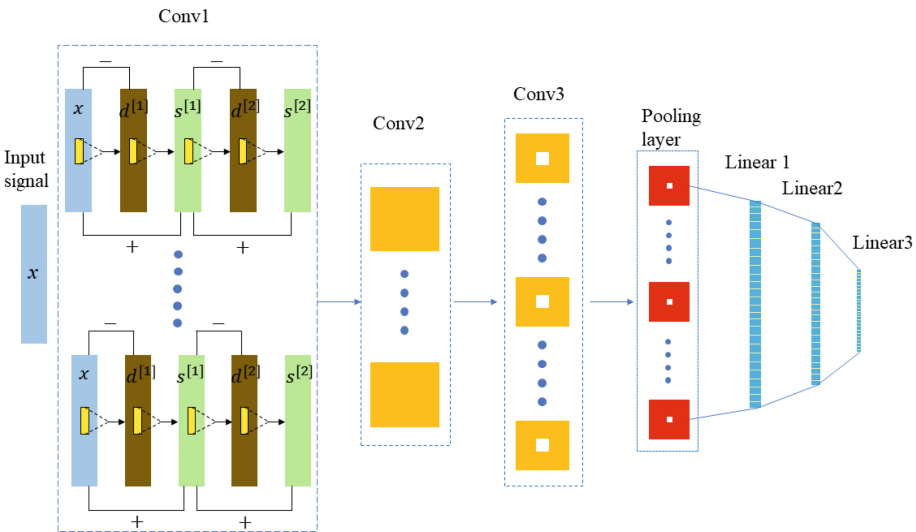 Conv1
−
−
x
d[1]
s[1]
d[2]
s[2]
+
+
Input
signal
x
−
−
x
d[1]
s[1]
d[2]
s[2]
+
+
Conv2
Conv3
Pooling
layer
Linear 1
Linear2
Linear3